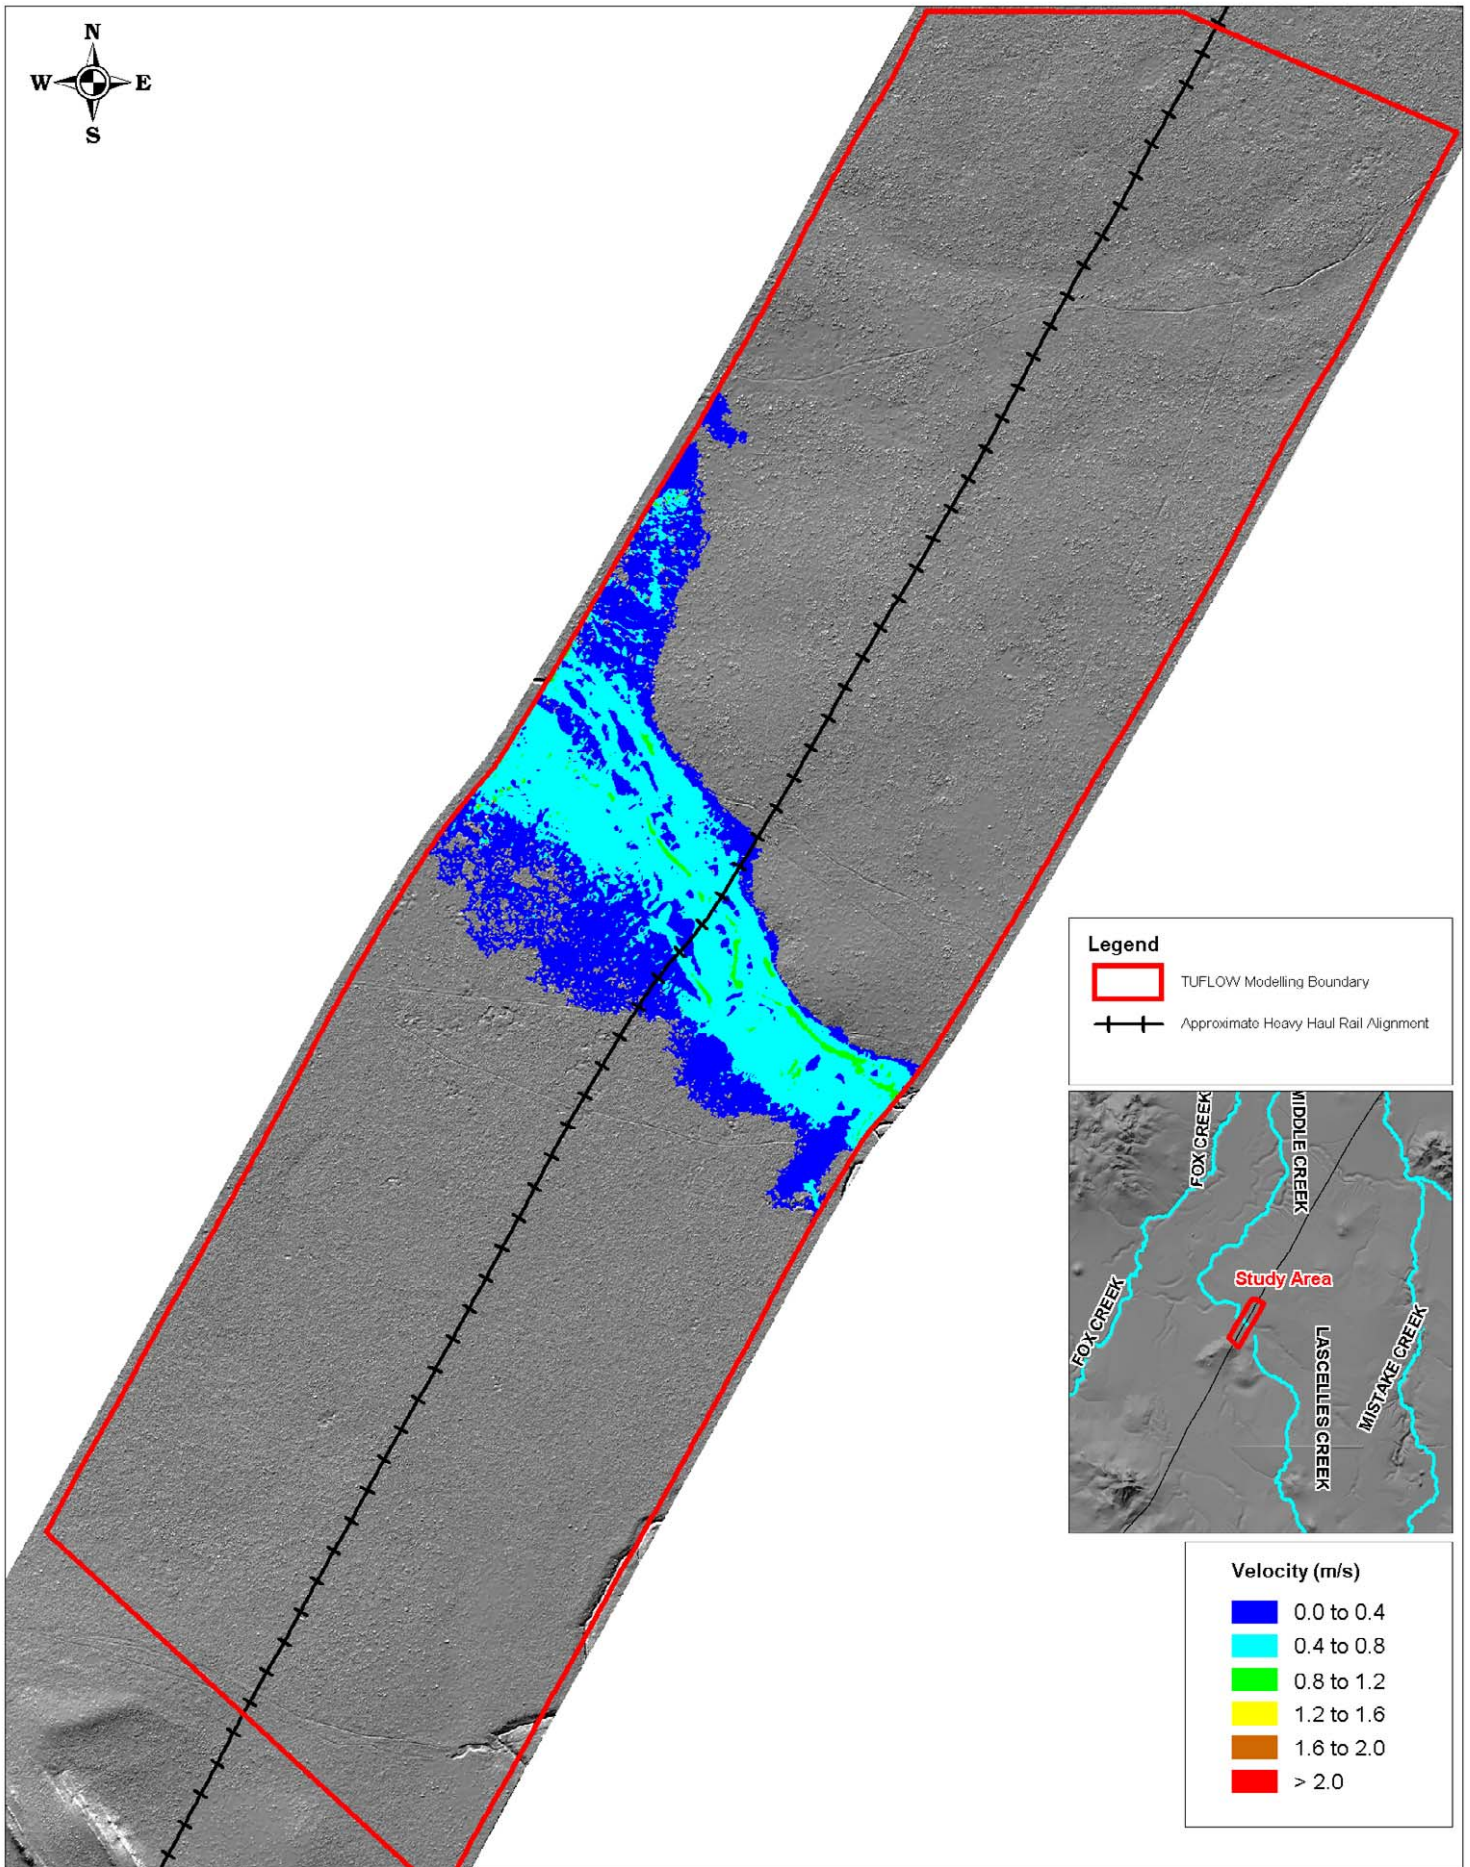 N
W E
S
Legend
TUFLOW Modelling Boundary
Approximate Heavy Haul Rail Alignment
FOX CREEK
MIDDLE CREEK
Study Area
FOX CREEK
LASCELLES CREEK
MISTAKE CREEK
Velocity (m/s)
0.0 to 0.4
0.4 to 0.8
0.8 to 1.2
1.2 to 1.6
1.6 to 2.0
> 2.0